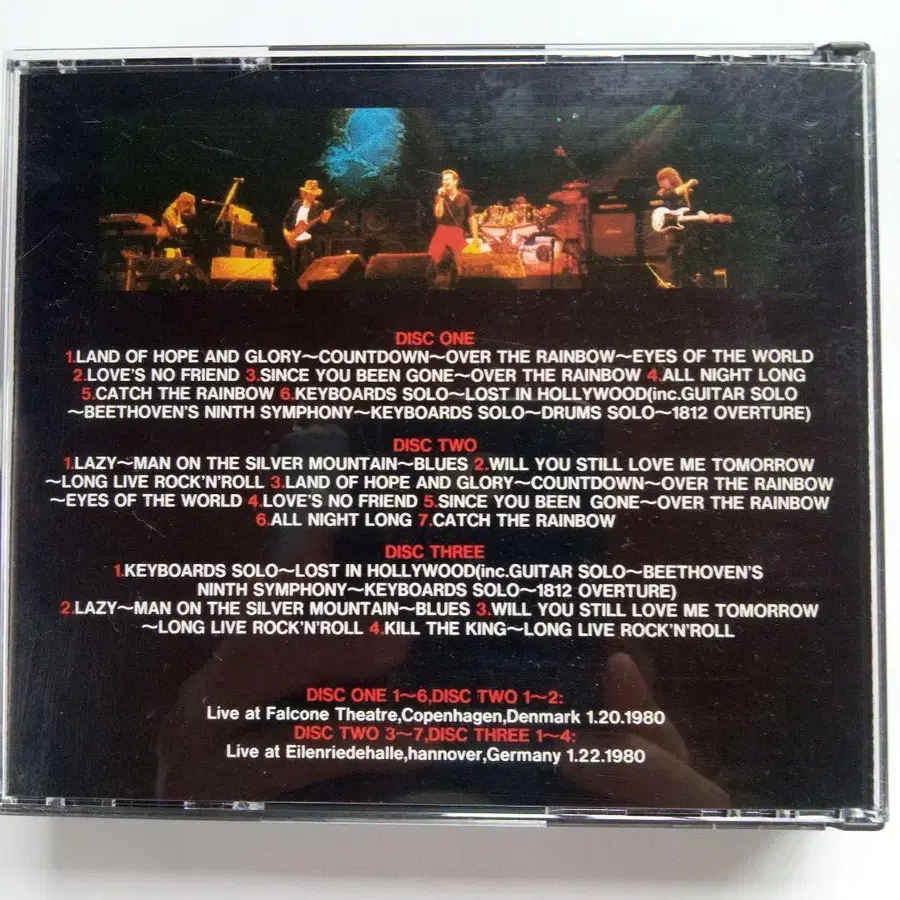 DISC ONE
1.LAND OF HOPE AND GLORY～COUNTDOWN～OVER THE RAINBOW～EYES OF THE WORLD
2.LOVE'S NO FRIEND 3.SINCE YOU BEEN GONE～OVER THE RAINBOW 4.ALL NIGHT LONG
5.CATCH THE RAINBOW 6.KEYBOARDS SOLO～LOST IN HOLLYWOOD(inc.GUITAR SOLO
～BEETHOVEN'S NINTH SYMPHONY～KEYBOARDS SOLO～DRUMS SOLO～1812 OVERTURE)
DISC TWO
1.LAZY～MAN ON THE SILVER MOUNTAIN～BLUES 2.WILL YOU STILL LOVE ME TOMORROW
～LONG LIVE ROCK'N'ROLL 3.LAND OF HOPE AND GLORY～COUNTDOWN～OVER THE RAINBOW
～EYES OF THE WORLD 4.LOVE'S NO FRIEND 5.SINCE YOU BEEN GONE～OVER THE RAINBOW
6.ALL NIGHT LONG 7.CATCH THE RAINBOW
DISC THREE
1.KEYBOARDS SOLO～LOST IN HOLLYWOOD(inc.GUITAR SOLO～BEETHOVEN'S
NINTH SYMPHONY～KEYBOARDS SOLO～1812 OVERTURE)
2.LAZY～MAN ON THE SILVER MOUNTAIN～BLUES 3.WILL YOU STILL LOVE ME TOMORROW
～LONG LIVE ROCK'N'ROLL 4.KILL THE KING～LONG LIVE ROCK'N'ROLL
DISC ONE 1～6,DISC TWO 1～2:
Live at Falcone Theatre,Copenhagen,Denmark 1.20.1980
DISC TWO 3～7,DISC THREE 1～4:
Live at Eilenriedehalle,hannover,Germany 1.22.1980